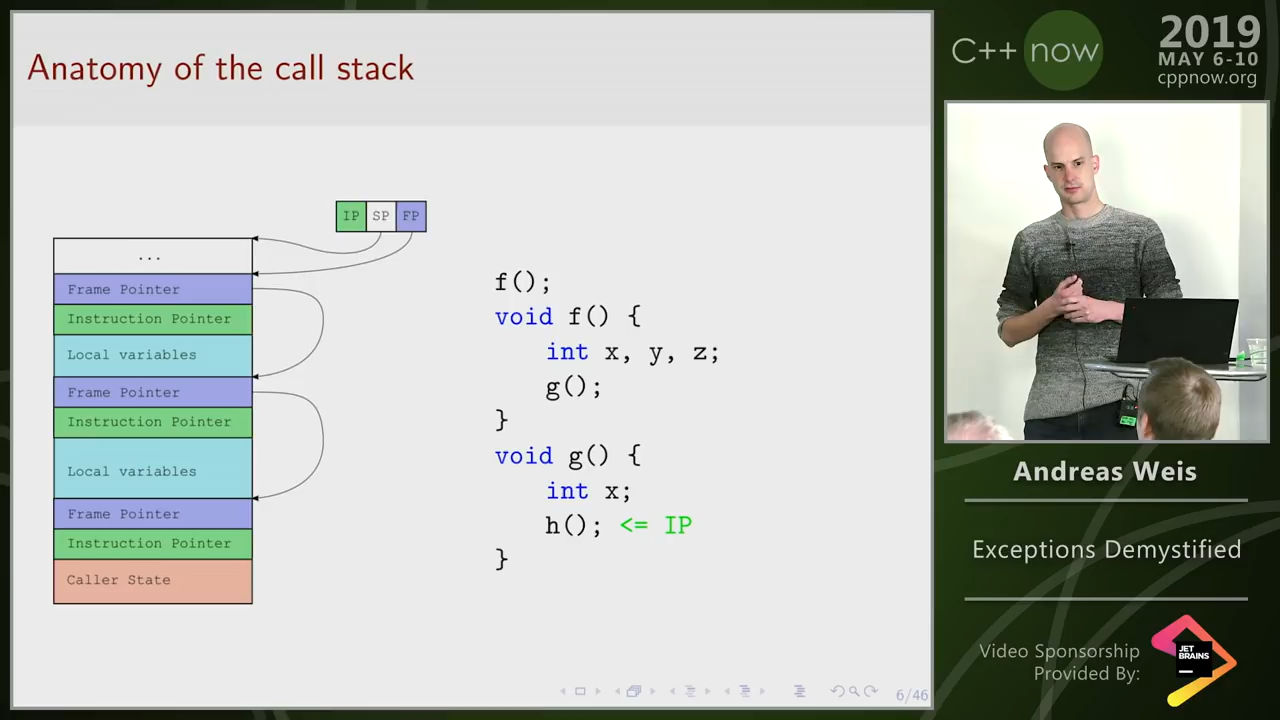 Anatomy of the call stack
IP SP FP
...
Frame Pointer
Instruction Pointer
Local variables
Frame Pointer
Instruction Pointer
Local variables
Frame Pointer
Instruction Pointer
Caller State
f();
void f() {
int x, y, z;
g();
}
void g() {
int x;
h(); <= IP
}
6/46
C++ now
2019
MAY 6-10
cppnow.org
Andreas Weis
Exceptions Demystified
Video Sponsorship
Provided By:
JET
BRAINS